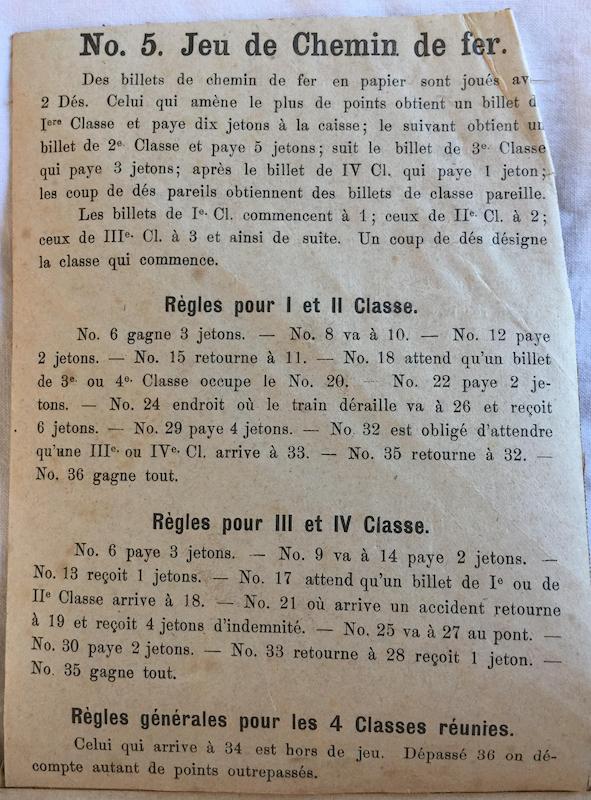 No. 5. Jeu de Chemin de fer.
Des billets de chemin de fer en papier sont joués av
2 Dés. Celui qui amène le plus de points obtient un billet d
Iere Classe et paye dix jetons à la caisse; le suivant obtient un
billet de 2e. Classe et paye 5 jetons; suit le billet de 3e. Classe
qui paye 3 jetons; après le billet de IV Cl. qui paye 1 jeton;
les coup de dés pareils obtiennent des billets de classe pareille.
Les billets de Ie. Cl. commencent à 1; ceux de IIe. Cl. à 2;
ceux de IIIe. Cl. à 3 et ainsi de suite. Un coup de dés désigne
la classe qui commence.
Règles pour I et II Classe.
No. 6 gagne 3 jetons. — No. 8 va à 10. — No. 12 paye
2 jetons. — No. 15 retourne à 11. — No. 18 attend qu'un billet
de 3e. ou 4e. Classe occupe le No. 20. — No. 22 paye 2 je-
tons. — No. 24 endroit où le train déraille va à 26 et reçoit
6 jetons. — No. 29 paye 4 jetons. — No. 32 est obligé d'attendre
qu'une IIIe. ou IVe. Cl. arrive à 33. — No. 35 retourne à 32. —
No. 36 gagne tout.
Règles pour III et IV Classe.
No. 6 paye 3 jetons. — No. 9 va à 14 paye 2 jetons. —
No. 13 reçoit 1 jetons. — No. 17 attend qu'un billet de Ie ou de
IIe Classe arrive à 18. — No. 21 où arrive un accident retourne
à 19 et reçoit 4 jetons d'indemnité. — No. 25 va à 27 au pont. —
No. 30 paye 2 jetons. — No. 33 retourne à 28 reçoit 1 jeton. —
No. 35 gagne tout.
Règles générales pour les 4 Classes réunies.
Celui qui arrive à 34 est hors de jeu. Dépassé 36 on dé-
compte autant de points outrepassés.